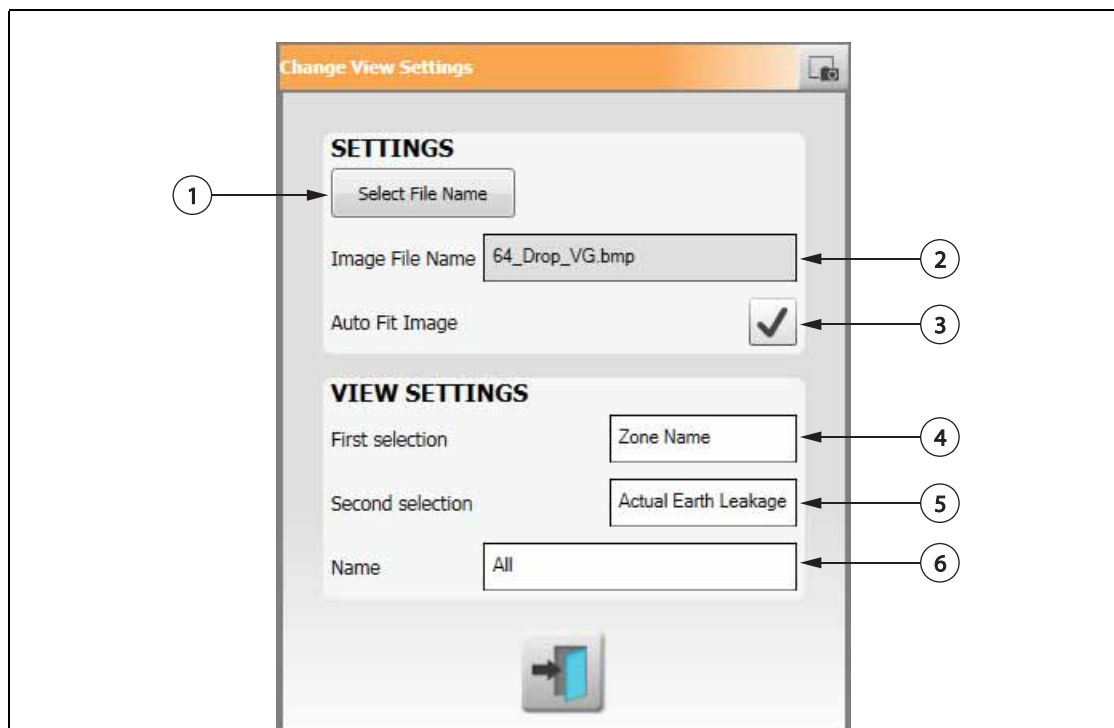 Change View Settings
SETTINGS
1
Select File Name
Image File Name 64_Drop_VG.bmp
2
Auto Fit Image
3
VIEW SETTINGS
First selection Zone Name
4
Second selection Actual Earth Leakage
5
Name All
6